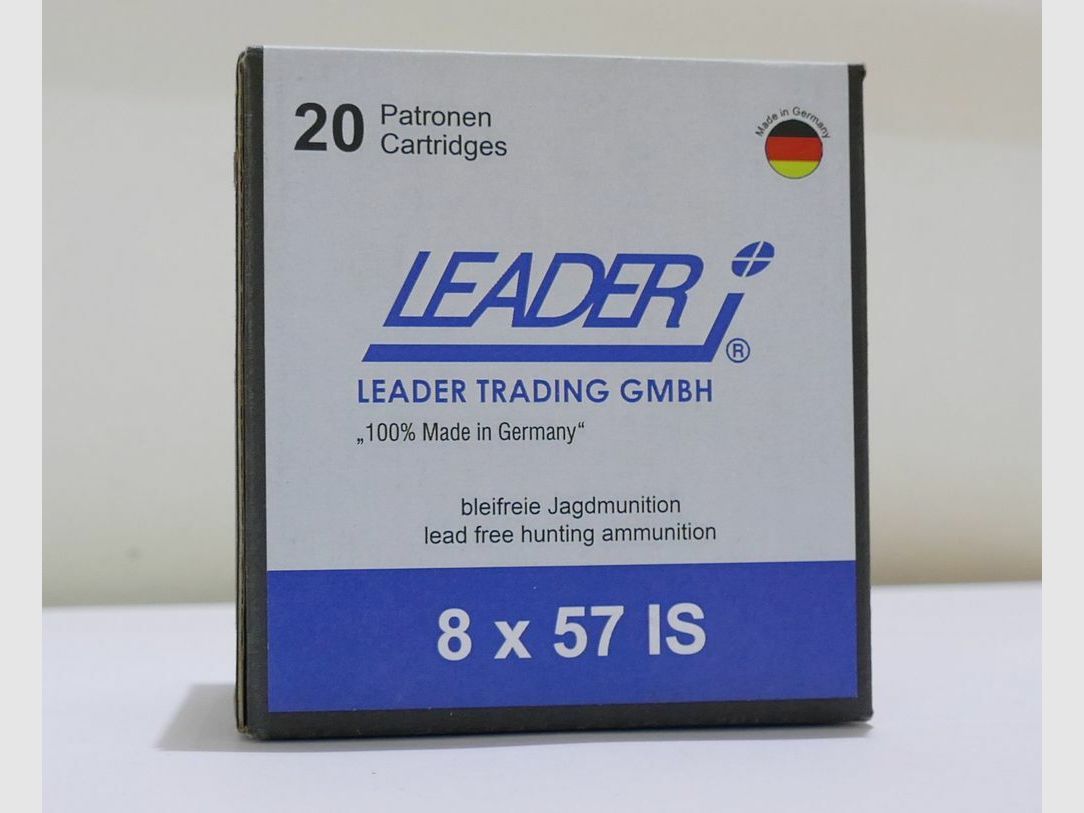 20 Patronen
Cartridges
Made in Germany
LEADER
®
LEADER TRADING GMBH
„100% Made in Germany“
bleifreie Jagdmunition
lead free hunting ammunition
8 x 57 IS